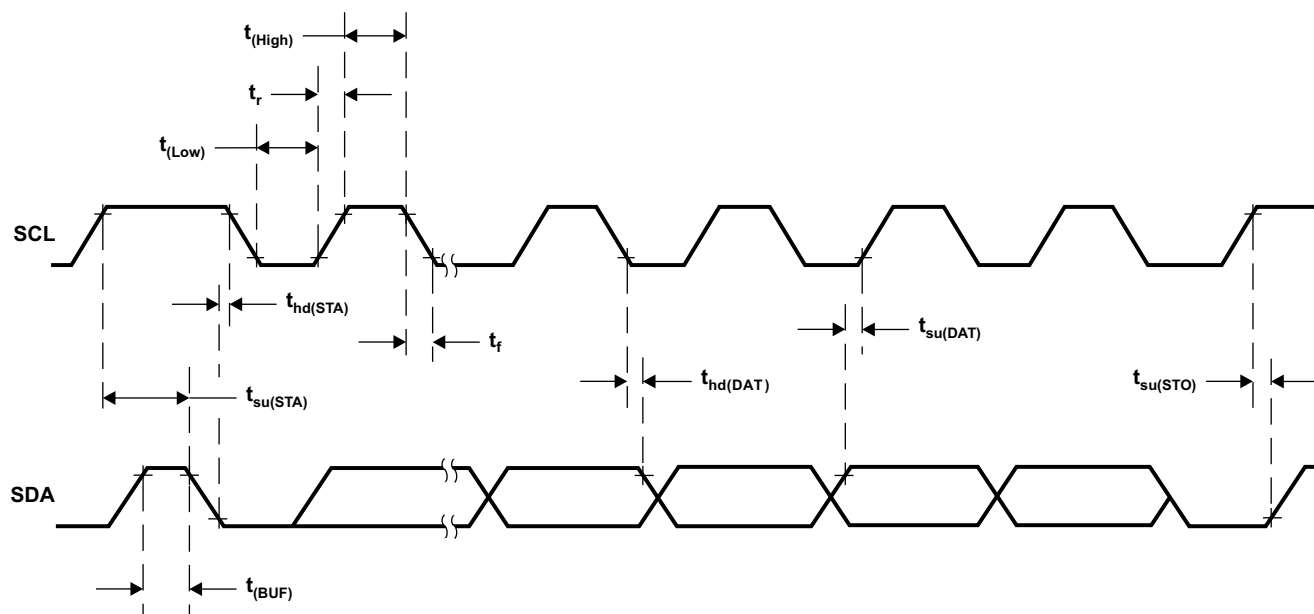 t(High)
tr
t(Low)
SCL
thd(STA)
tf
tsu(DAT)
thd(DAT)
tsu(STO)
tsu(STA)
SDA
t(BUF)